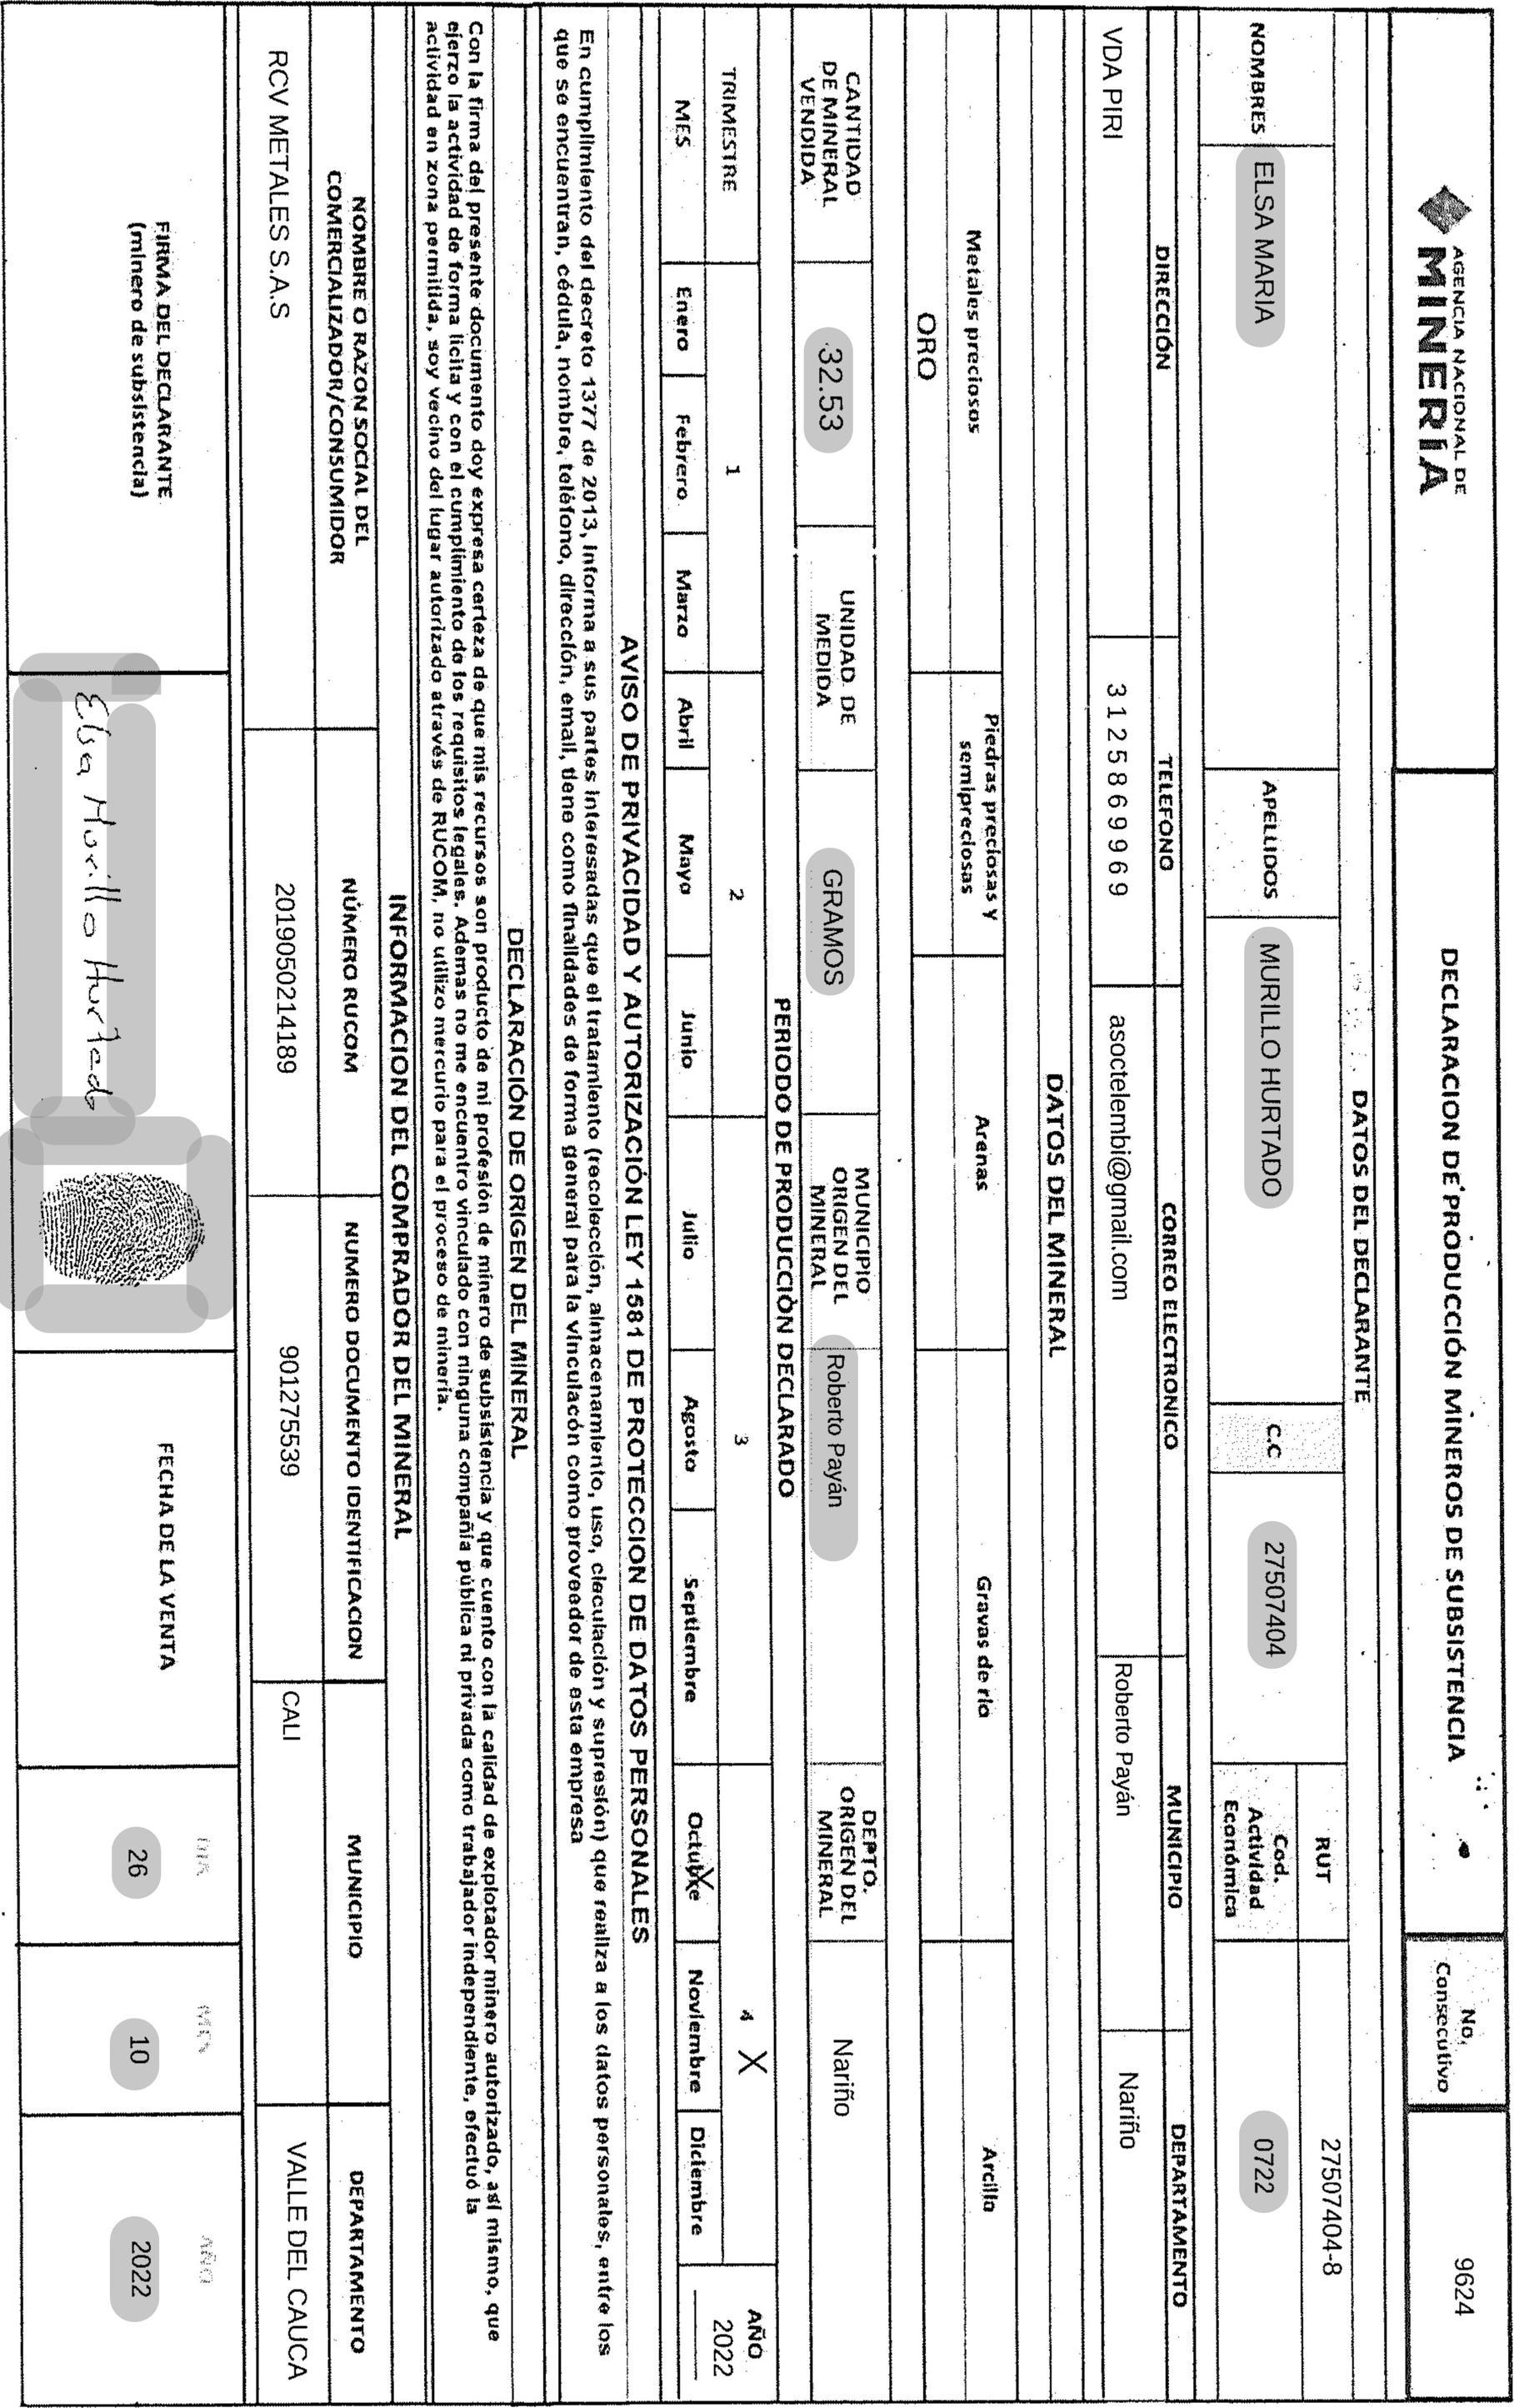 AGENCIA NACIONAL DE
MINERÍA
DECLARACION DE PRODUCCIÓN MINEROS DE SUBSISTENCIA
No. Consecutivo
9624
DATOS DEL DECLARANTE
NOMBRES
ELSA MARIA
APELLIDOS
MURILLO HURTADO
C.C
27507404
RUT
27507404-8
Cod. Actividad Económica
0722
DIRECCIÓN
TELEFONO
CORREO ELECTRONICO
MUNICIPIO
DEPARTAMENTO
VDA PIRI
3125869969
asoctelembi@gmail.com
Roberto Payán
Nariño
DATOS DEL MINERAL
Metales preciosos
Piedras preciosas y semipreciosas
Arenas
Gravas de río
Arcilla
ORO
CANTIDAD DE MINERAL VENDIDA
32.53
UNIDAD DE MEDIDA
GRAMOS
MUNICIPIO ORIGEN DEL MINERAL
Roberto Payán
DEPTO. ORIGEN DEL MINERAL
Nariño
PERIODO DE PRODUCCIÒN DECLARADO
TRIMESTRE
1
2
3
4 X
AÑO
2022
MES
Enero
Febrero
Marzo
Abril
Mayo
Junio
Julio
Agosto
Septiembre
Octubre X
Noviembre
Diciembre
AVISO DE PRIVACIDAD Y AUTORIZACIÓN LEY 1581 DE PROTECCION DE DATOS PERSONALES
En cumplimiento del decreto 1377 de 2013, informa a sus partes interesadas que el tratamiento (recolección, almacenamiento, uso, circulación y supresión) que realiza a los datos personales, entre los
que se encuentran, cédula, nombre, teléfono, dirección, email, tiene como finalidades de forma general para la vinculación como proveedor de esta empresa
DECLARACIÓN DE ORIGEN DEL MINERAL
Con la firma del presente documento doy expresa certeza de que mis recursos son producto de mi profesión de minero de subsistencia y que cuento con la calidad de explotador minero autorizado, así mismo, que
ejerzo la actividad de forma licita y con el cumplimiento de los requisitos legales. Ademas no me encuentro vinculado con ninguna compañía pública ni privada como trabajador independiente, efectuó la
actividad en zona permitida, soy vecino del lugar autorizado através de RUCOM, no utilizo mercurio para el proceso de minería.
INFORMACION DEL COMPRADOR DEL MINERAL
NOMBRE O RAZON SOCIAL DEL COMERCIALIZADOR/CONSUMIDOR
NÚMERO RUCOM
NUMERO DOCUMENTO IDENTIFICACION
MUNICIPIO
DEPARTAMENTO
RCV METALES S.A.S
2019050214189
901275539
CALI
VALLE DEL CAUCA
FIRMA DEL DECLARANTE
(minero de subsistencia)
Elsa Murillo Hurtado
FECHA DE LA VENTA
DIA
MES
AÑO
26
10
2022